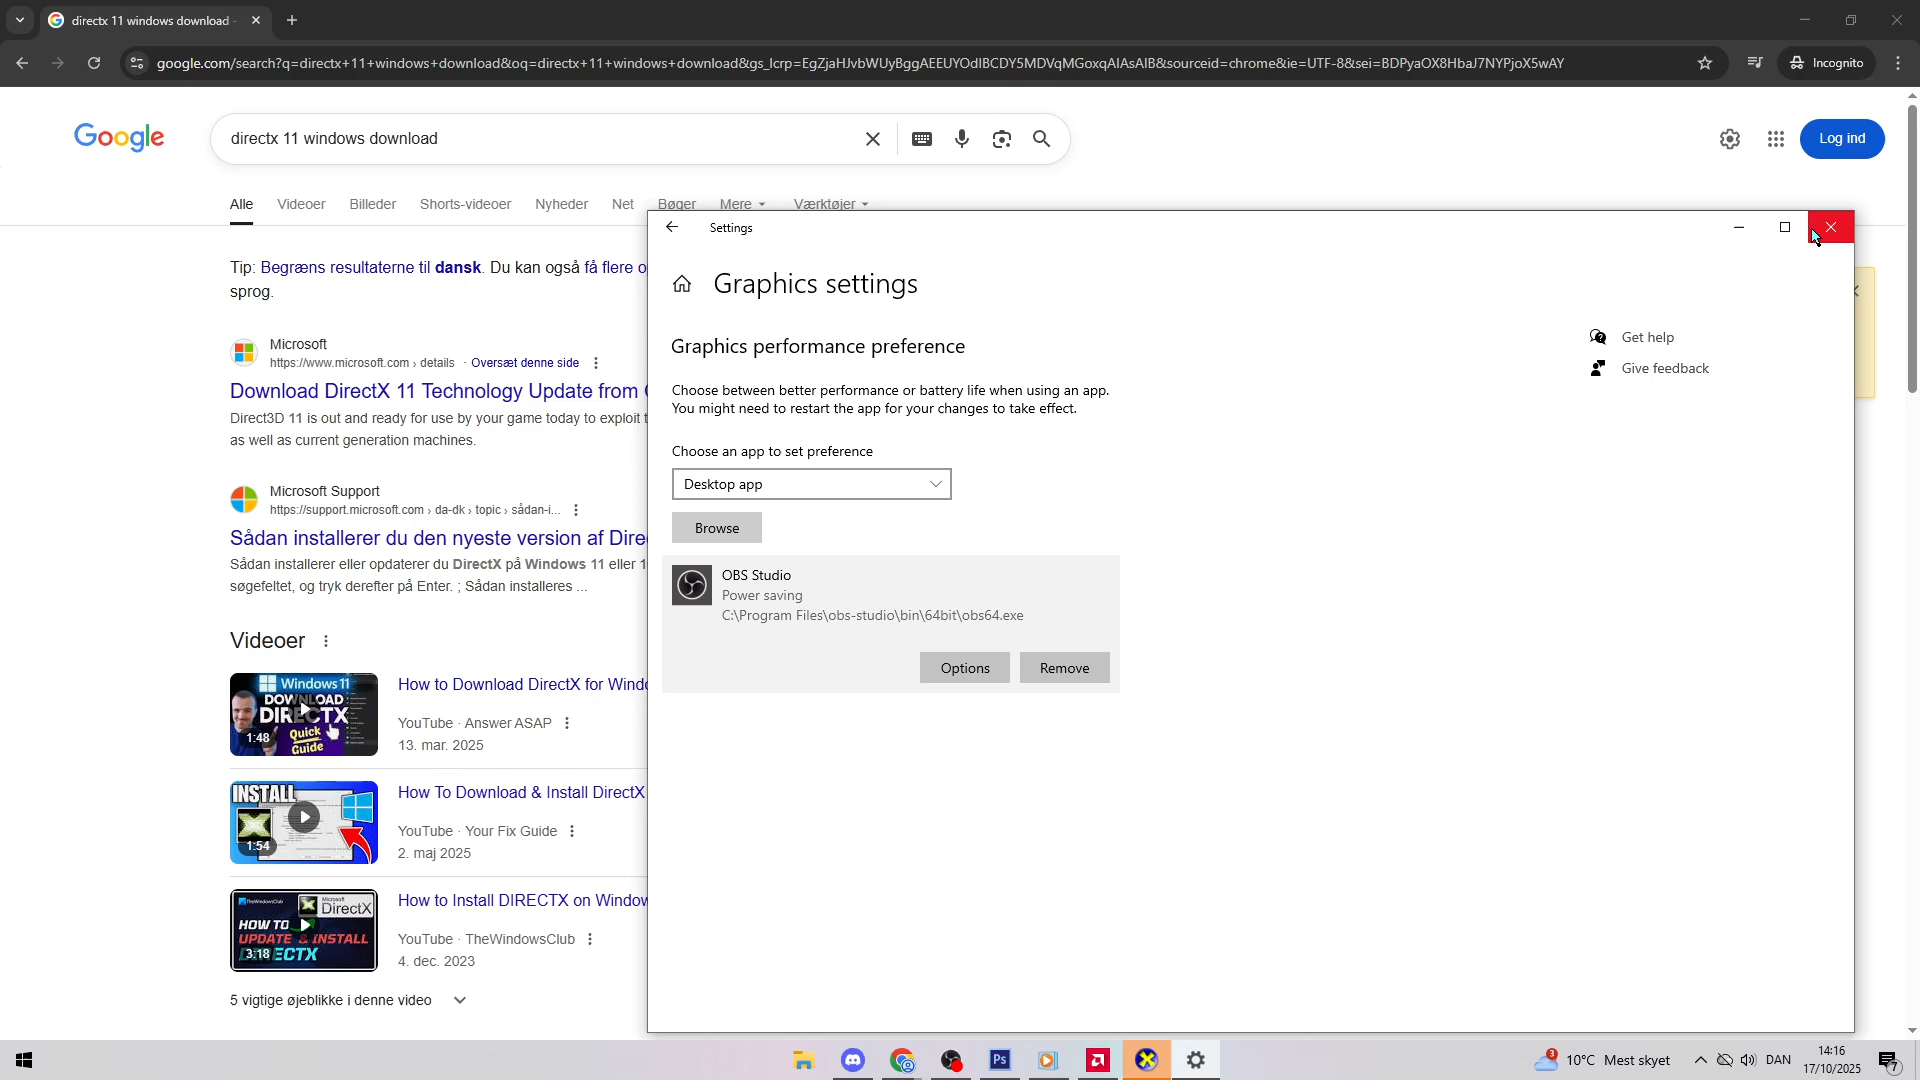 directx 11 windows download
google.com/search?q=directx+11+windows+download&oq=directx+11+windows+download&gs_lcrp=EgZjaHJvbWUyBggAEEUYOdIBCDY5MDVqMGoxqAIAsAIB&sourceid=chrome&ie=UTF-8&sei=BDPyaOX8HbaJ7NYPjoX5wAY
Incognito
Google
directx 11 windows download
Log ind
Alle
Videoer
Billeder
Shorts-videoer
Nyheder
Net
Bøger
Mere
Værktøjer
Tip: Begræns resultaterne til dansk. Du kan også få flere o
sprog.
Microsoft
https://www.microsoft.com › details · Oversæt denne side
Download DirectX 11 Technology Update from
Direct3D 11 is out and ready for use by your game today to exploit t
as well as current generation machines.
Microsoft Support
https://support.microsoft.com › da-dk › topic › sådan-i...
Sådan installerer du den nyeste version af Dire
Sådan installerer eller opdaterer du DirectX på Windows 11 eller 1
søgefeltet, og tryk derefter på Enter. ; Sådan installeres ...
Videoer
Windows 11
DOWNLOAD
DIRECTX
Quick
Guide
1:48
How to Download DirectX for Wind
YouTube · Answer ASAP
13. mar. 2025
INSTALL
1:54
How To Download & Install DirectX
YouTube · Your Fix Guide
2. maj 2025
TheWindowsClub
Microsoft
DirectX
HOW TO
UPDATE & INSTALL
DIRECTX
3:18
How to Install DIRECTX on Window
YouTube · TheWindowsClub
4. dec. 2023
5 vigtige øjeblikke i denne video
Settings
Graphics settings
Graphics performance preference
Choose between better performance or battery life when using an app.
You might need to restart the app for your changes to take effect.
Choose an app to set preference
Desktop app
Browse
OBS Studio
Power saving
C:\Program Files\obs-studio\bin\64bit\obs64.exe
Options
Remove
Get help
Give feedback
Ps
3
10°C Mest skyet
DAN
14:16
17/10/2025
7